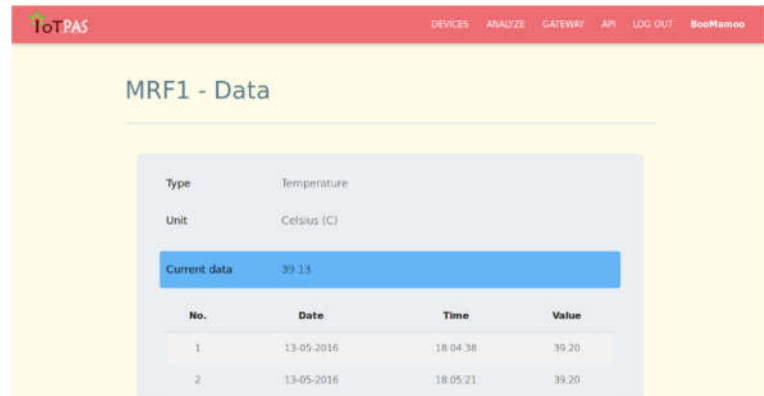 IoTPAS DEVICES ANALYZE GATEWAY API LOG OUT BooMamoo
MRF1 - Data
Type Temperature
Unit Celsius (C)
Current data 39.13
No. Date Time Value
1 13-05-2016 18:04:38 39.20
2 13-05-2016 18:05:21 39.20